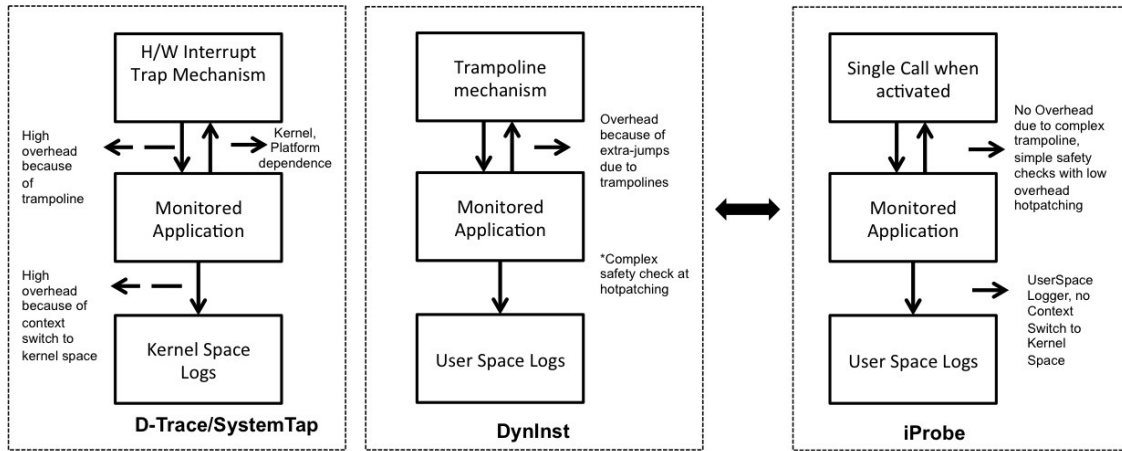 H/W Interrupt
Trap Mechanism
High
overhead
because
of
trampoline
Kernel,
Platform
dependence
Monitored
Application
High
overhead
because of
context
switch to
kernel space
Kernel Space
Logs
D-Trace/SystemTap
Trampoline
mechanism
Overhead
because of
extra-jumps
due to
trampolines
Monitored
Application
*Complex
safety check at
hotpatching
User Space Logs
DynInst
Single Call when
activated
No Overhead
due to complex
trampoline,
simple safety
checks with low
overhead
hotpatching
Monitored
Application
UserSpace
Logger, no
Context
Switch to
Kernel
Space
User Space Logs
iProbe